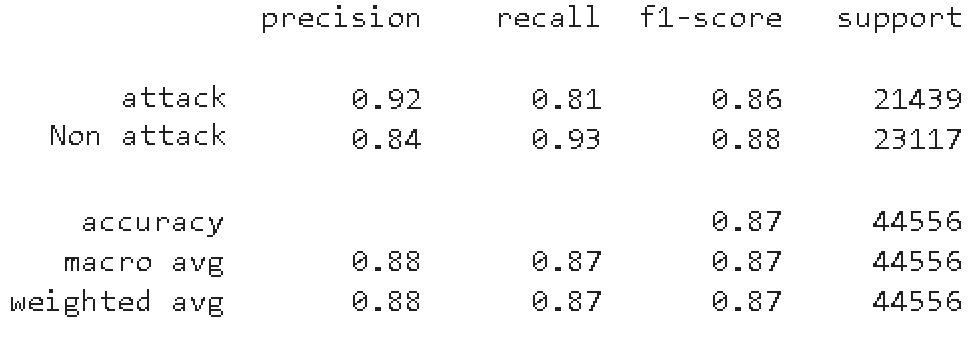 precision recall f1-score support
attack 0.92 0.81 0.86 21439
Non attack 0.84 0.93 0.88 23117
accuracy 0.87 44556
macro avg 0.88 0.87 0.87 44556
weighted avg 0.88 0.87 0.87 44556